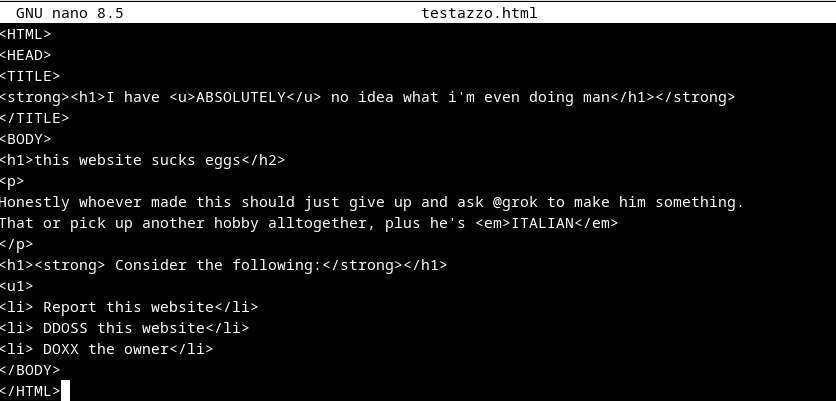 GNU nano 8.5 testazzo.html
<HTML>
<HEAD>
<TITLE>
<strong><h1>I have <u>ABSOLUTELY</u> no idea what i'm even doing man</h1></strong>
</TITLE>
<BODY>
<h1>this website sucks eggs</h2>
<p>
Honestly whoever made this should just give up and ask @grok to make him something.
That or pick up another hobby alltogether, plus he's <em>ITALIAN</em>
</p>
<h1><strong> Consider the following:</strong></h1>
<u1>
<li> Report this website</li>
<li> DDOSS this website</li>
<li> DOXX the owner</li>
</BODY>
</HTML>